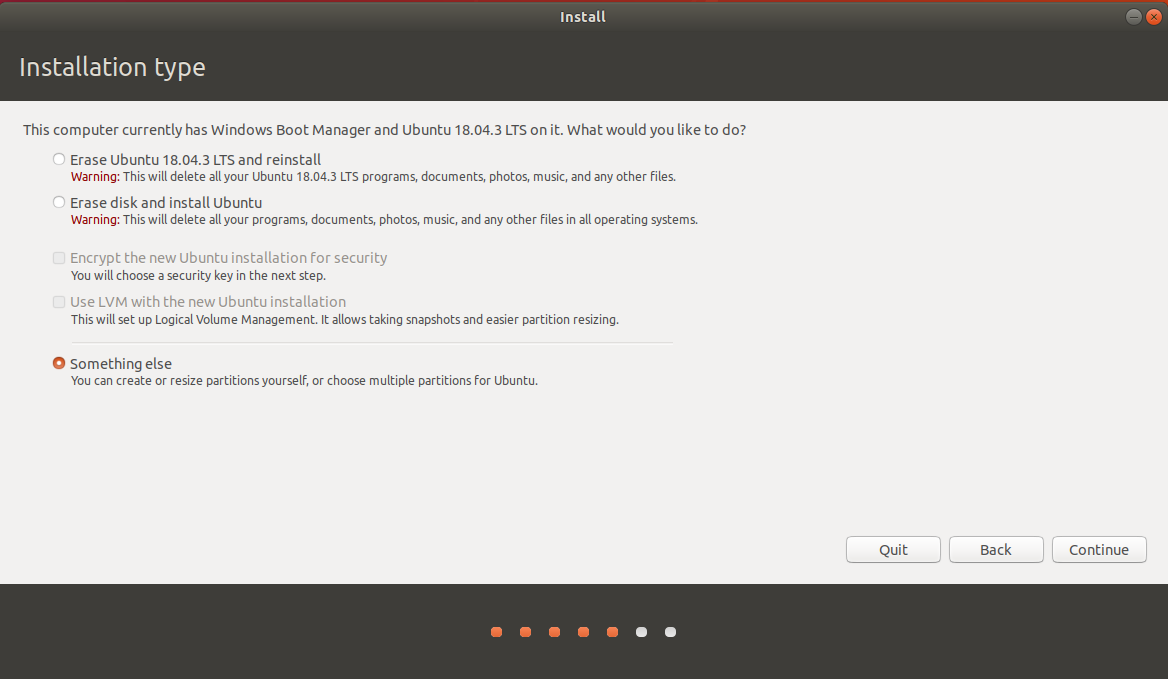 Install
Installation type
This computer currently has Windows Boot Manager and Ubuntu 18.04.3 LTS on it. What would you like to do?
Erase Ubuntu 18.04.3 LTS and reinstall
Warning: This will delete all your Ubuntu 18.04.3 LTS programs, documents, photos, music, and any other files.
Erase disk and install Ubuntu
Warning: This will delete all your programs, documents, photos, music, and any other files in all operating systems.
Encrypt the new Ubuntu installation for security
You will choose a security key in the next step.
Use LVM with the new Ubuntu installation
This will set up Logical Volume Management. It allows taking snapshots and easier partition resizing.
Something else
You can create or resize partitions yourself, or choose multiple partitions for Ubuntu.
Quit Back Continue